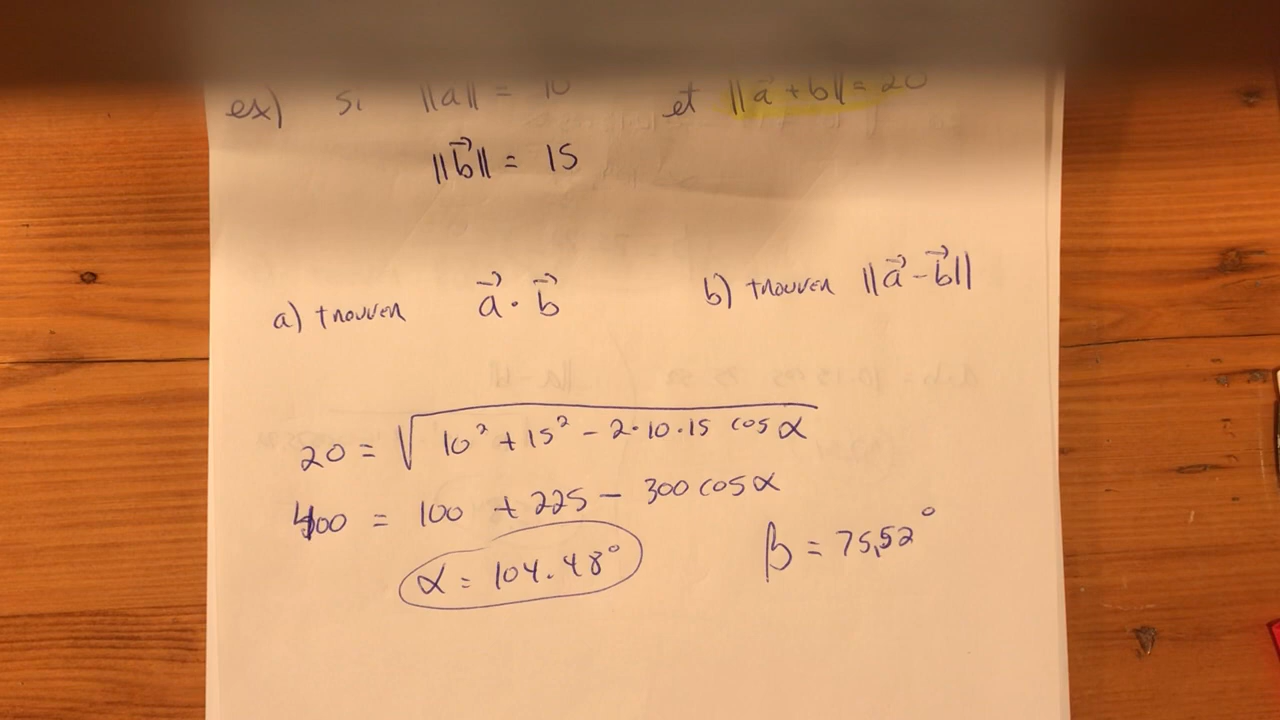 ex) si ||a|| = 10 et ||a⃗ + b|| = 20
||b⃗|| = 15
a) trouver a⃗ · b⃗ b) trouver ||a⃗ - b⃗||
20 = √(10² + 15² - 2·10·15 cos α)
400 = 100 + 225 - 300 cos α
α = 104.48° β = 75,52°